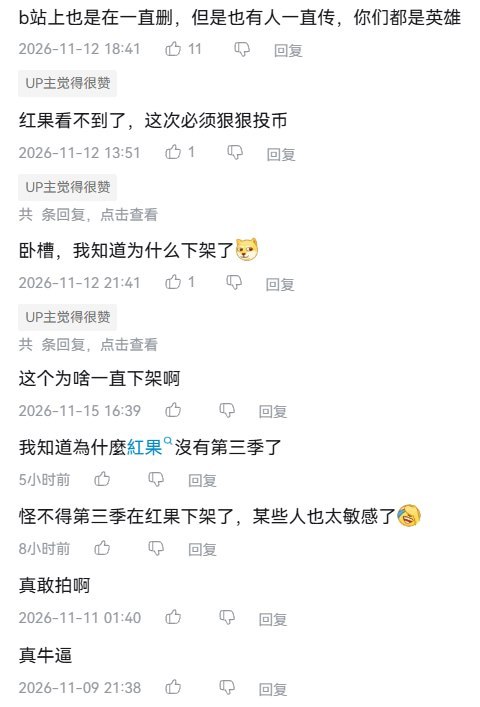 b站上也是在一直删，但是也有人一直传，你们都是英雄
2026-11-12 18:41 11 回复
UP主觉得很赞
红果看不到了，这次必须狠狠投币
2026-11-12 13:51 1 回复
UP主觉得很赞
共 条回复，点击查看
卧槽，我知道为什么下架了
2026-11-12 21:41 1 回复
UP主觉得很赞
共 条回复，点击查看
这个为啥一直下架啊
2026-11-15 16:39 回复
我知道為什麼紅果沒有第三季了
5小时前 回复
怪不得第三季在红果下架了，某些人也太敏感了
8小时前 回复
真敢拍啊
2026-11-11 01:40 回复
真牛逼
2026-11-09 21:38 回复